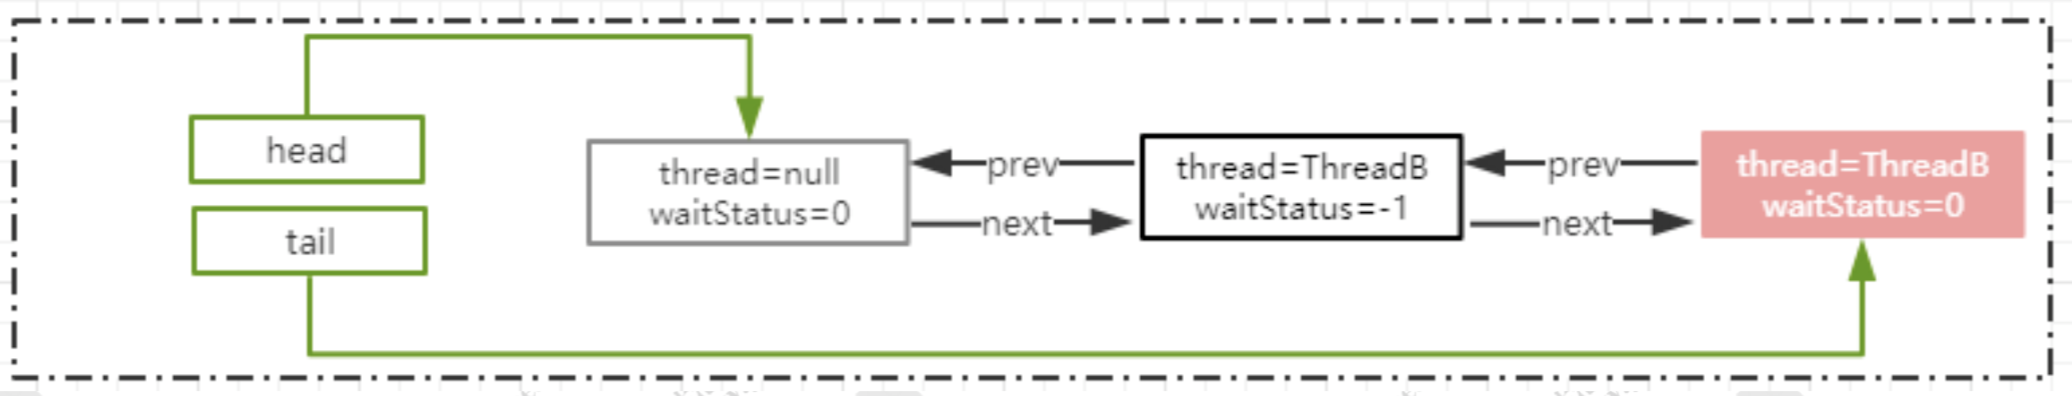 head
tail
thread=null
waitStatus=0
prev
next
thread=ThreadB
waitStatus=-1
prev
next
thread=ThreadB
waitStatus=0